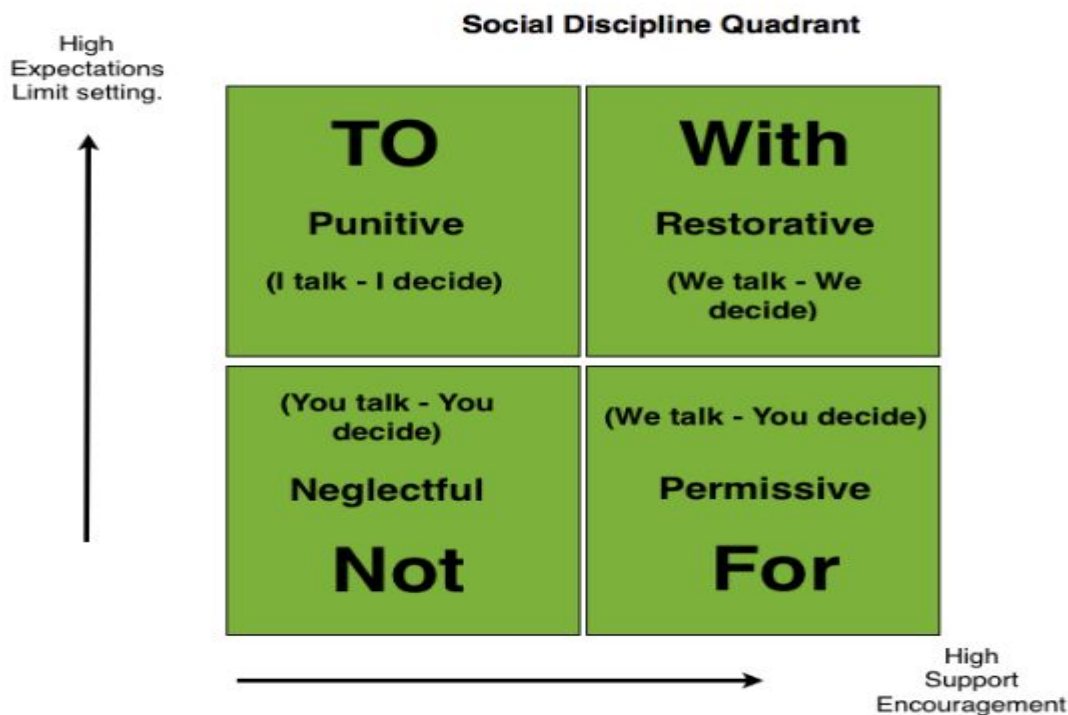 Social Discipline Quadrant
High
Expectations
Limit setting.
TO
Punitive
(I talk - I decide)
With
Restorative
(We talk - We
decide)
(You talk - You
decide)
Neglectful
Not
(We talk - You decide)
Permissive
For
High
Support
Encouragement